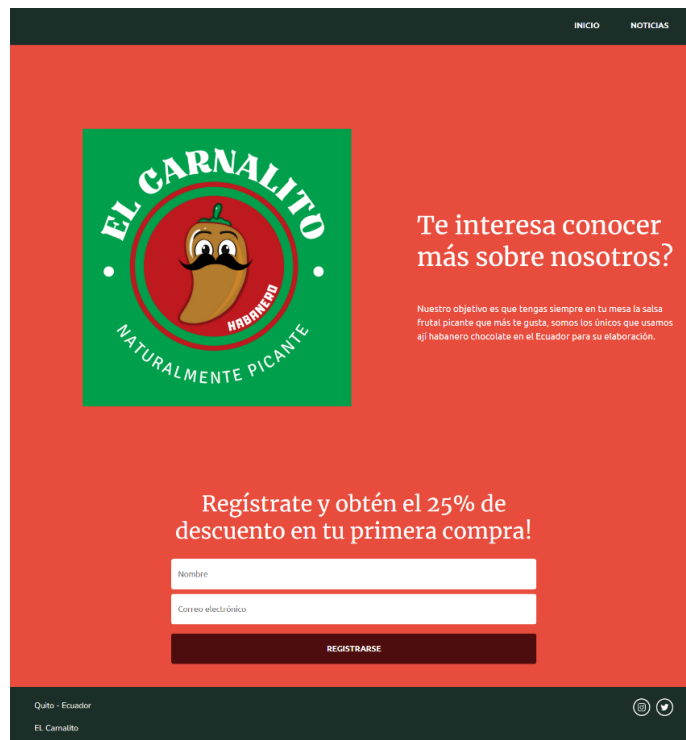 INICIO NOTICIAS
EL CARNALITO
HABANERO
NATURALMENTE PICANTE
Te interesa conocer
más sobre nosotros?
Nuestro objetivo es que tengas siempre en tu mesa la salsa
frutal picante que más te gusta, somos los únicos que usamos
ají habanero chocolate en el Ecuador para su elaboración.
Regístrate y obtén el 25% de
descuento en tu primera compra!
Nombre
Correo electrónico
REGISTRARSE
Quito - Ecuador
EL Carnalito